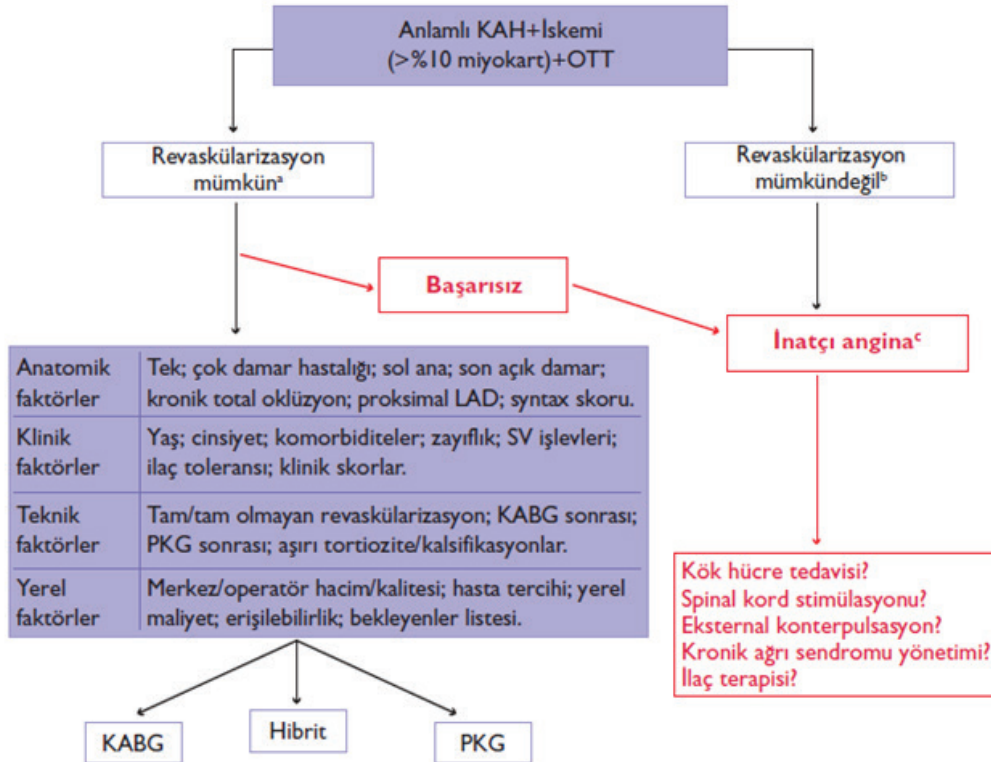 Anlamlı KAH+İskemi
(>%10 miyokart)+OTT
Revaskülarizasyon
mümkünᵃ
Revaskülarizasyon
mümkündeğilᵇ
Başarısız
İnatçı anginaᶜ
Anatomik
faktörler
Tek; çok damar hastalığı; sol ana; son açık damar;
kronik total oklüzyon; proksimal LAD; syntax skoru.
Klinik
faktörler
Yaş; cinsiyet; komorbiditeler; zayıflık; SV işlevleri;
ilaç toleransı; klinik skorlar.
Teknik
faktörler
Tam/tam olmayan revaskülarizasyon; KABG sonrası;
PKG sonrası; aşırı tortiozite/kalsifikasyonlar.
Yerel
faktörler
Merkez/operatör hacim/kalitesi; hasta tercihi; yerel
maliyet; erişilebilirlik; bekleyenler listesi.
Kök hücre tedavisi?
Spinal kord stimülasyonu?
Eksternal konterpulsasyon?
Kronik ağrı sendromu yönetimi?
İlaç terapisi?
KABG
Hibrit
PKG